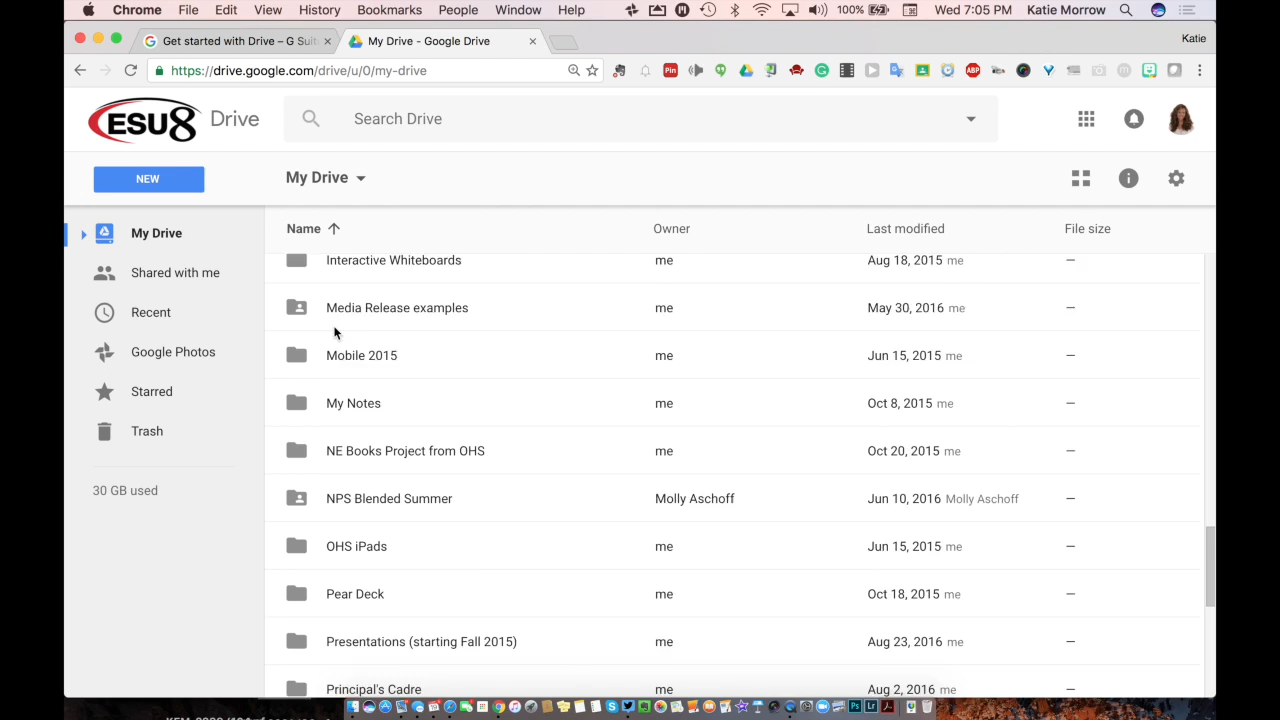 Chrome File Edit View History Bookmarks People Window Help 100% Wed 7:05 PM Katie Morrow
Get started with Drive – G Suit × My Drive - Google Drive × Katie
https://drive.google.com/drive/u/0/my-drive
ESU8 Drive Search Drive
NEW My Drive
Name Owner Last modified File size
My Drive
Shared with me
Recent
Google Photos
Starred
Trash
30 GB used
Interactive Whiteboards me Aug 18, 2015 me —
Media Release examples me May 30, 2016 me —
Mobile 2015 me Jun 15, 2015 me —
My Notes me Oct 8, 2015 me —
NE Books Project from OHS me Oct 20, 2015 me —
NPS Blended Summer Molly Aschoff Jun 10, 2016 Molly Aschoff —
OHS iPads me Jun 15, 2015 me —
Pear Deck me Oct 18, 2015 me —
Presentations (starting Fall 2015) me Aug 23, 2016 me —
Principal's Cadre me Aug 2, 2016 me —